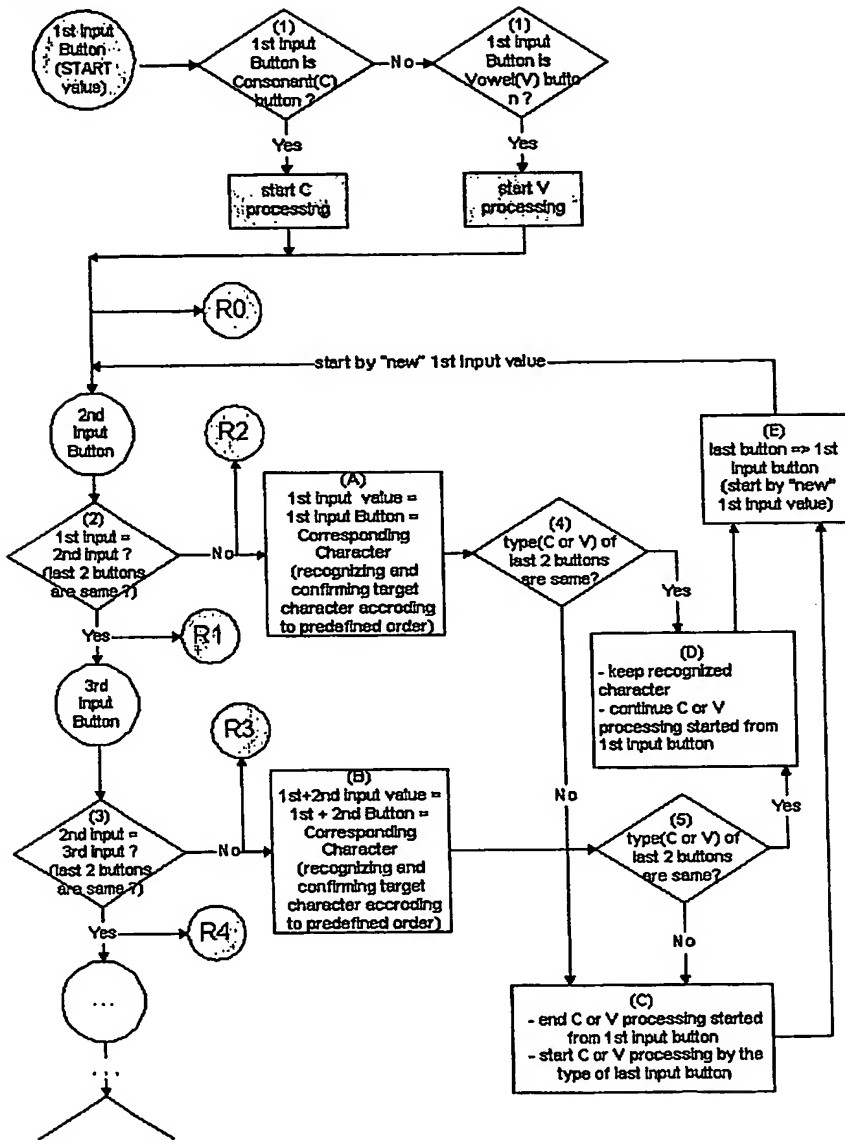 1st Input
Button
(START
value)
(1)
1st Input
Button is
Consonant(C)
button ?
No
(1)
1st Input
Button is
Vowel(V) butto
n ?
Yes
Yes
start C
processing
start V
processing
R0
start by "new" 1st input value
2nd
Input
Button
R2
(E)
last button => 1st
Input button
(start by "new"
1st input value)
(A)
1st input value =
1st Input Button =
Corresponding
Character
(recognizing and
confirming target
character accroding
to predefined order)
(2)
1st input =
2nd input ?
(last 2 buttons
are same ?)
No
(4)
type(C or V) of
last 2 buttons
are same?
Yes
Yes
R1
3rd
Input
Button
(D)
- keep recognized
character
- continue C or V
processing started from
1st input button
R3
(B)
1st+2nd input value =
1st + 2nd Button =
Corresponding
Character
(recognizing and
confirming target
character accroding
to predefined order)
No
Yes
(3)
2nd input =
3rd input ?
(last 2 buttons
are same ?)
No
(5)
type(C or V) of
last 2 buttons
are same?
Yes
R4
No
...
(C)
- end C or V processing started
from 1st input button
- start C or V processing by the
type of last input button
...